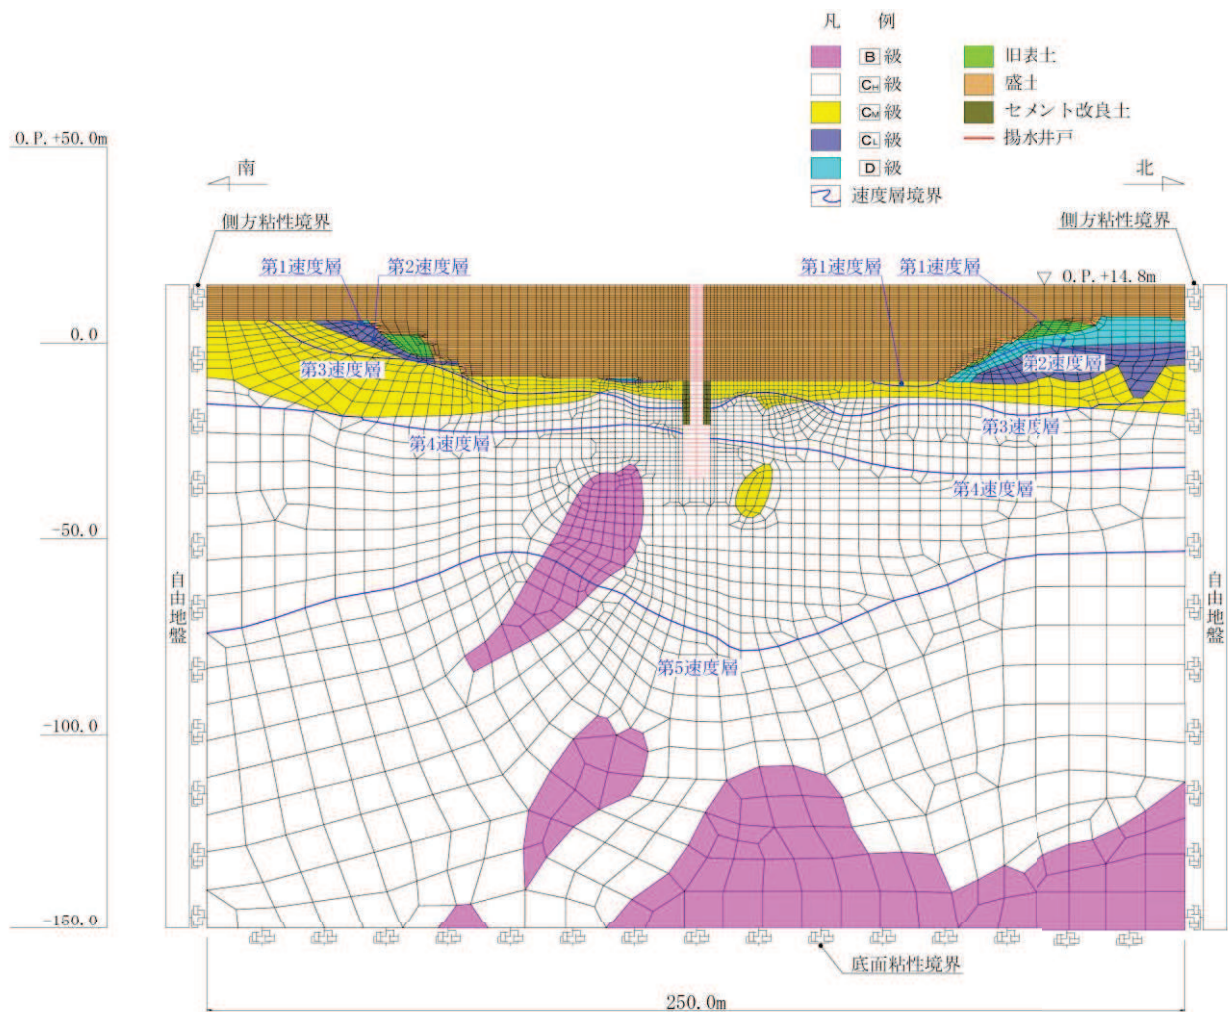 凡 例
B 級
CH 級
CM 級
CL 級
D 級
速度層境界
旧表土
盛土
セメント改良土
揚水井戸
O.P.+50.0m
南
北
側方粘性境界
側方粘性境界
第1速度層
第2速度層
第1速度層
第1速度層
O.P.+14.8m
0.0
第3速度層
第2速度層
第4速度層
第3速度層
第4速度層
-50.0
自由地盤
自由地盤
第5速度層
-100.0
-150.0
底面粘性境界
250.0m